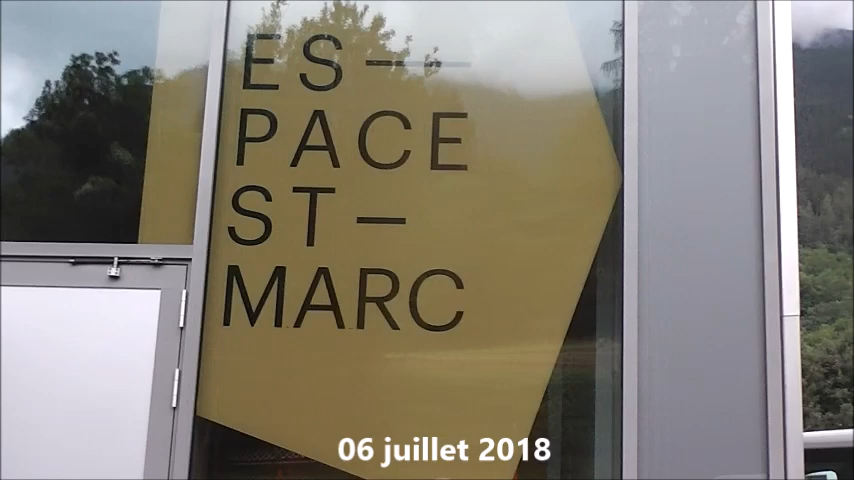 ES—
PACE
ST—
MARC
06 juillet 2018